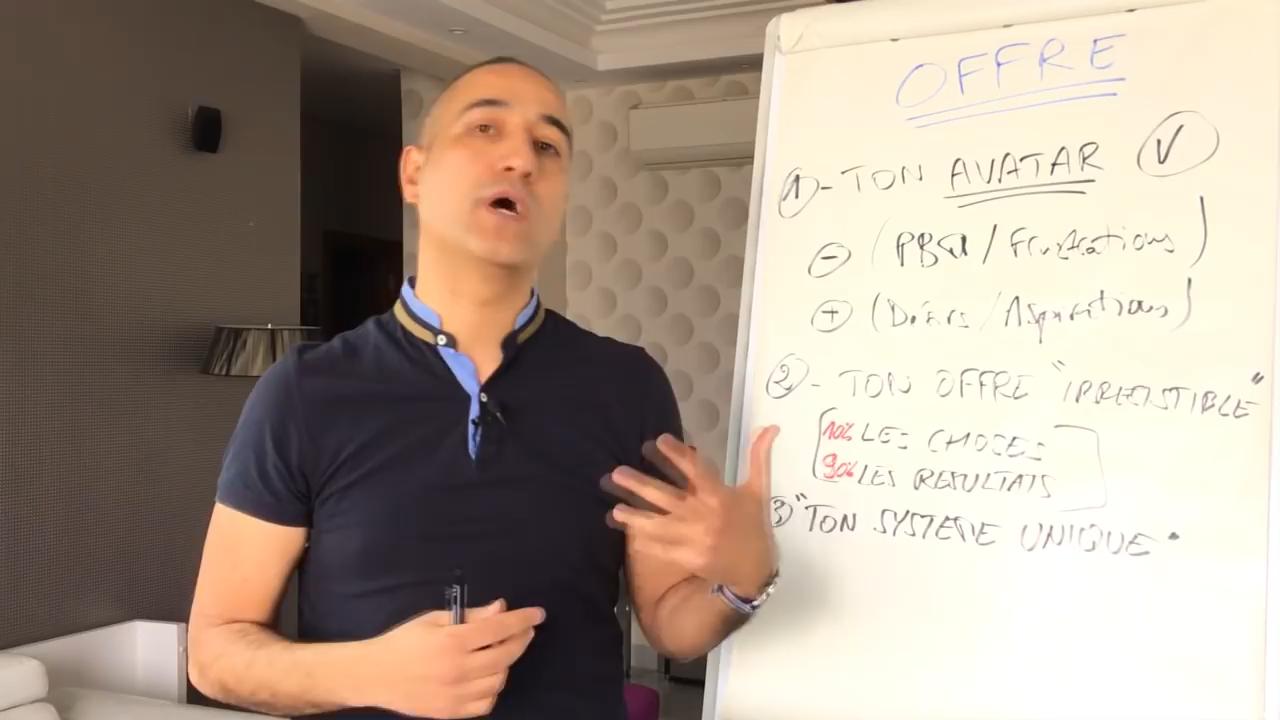 OFFRE
1 - TON AVATAR ✓
- (PBM / Frustrations)
+ (Désirs / Aspirations)
2 - TON OFFRE "IRRESISTIBLE"
10% LES CHOSES
90% LES RESULTATS
3 "TON SYSTEME UNIQUE"